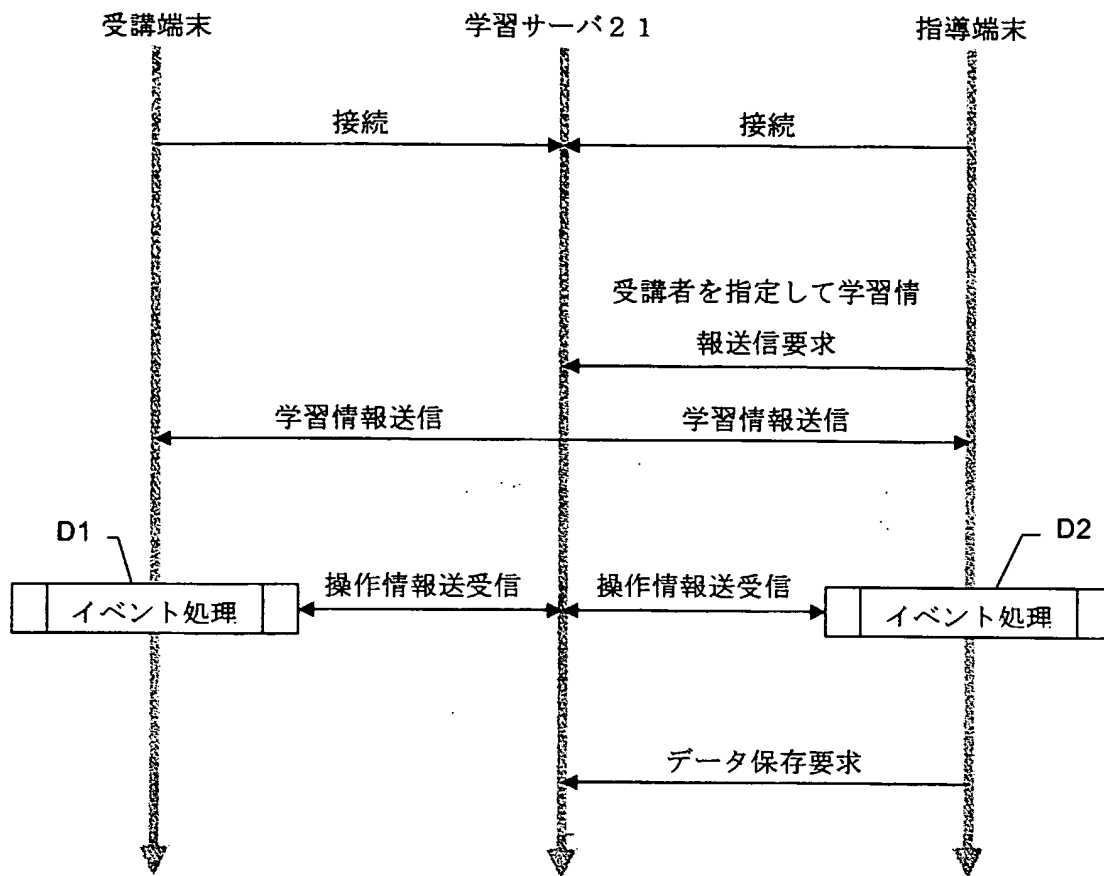 受講端末
学習サーバ２１
指導端末
接続
接続
受講者を指定して学習情
報送信要求
学習情報送信
学習情報送信
D1
D2
イベント処理
操作情報送受信
操作情報送受信
イベント処理
データ保存要求